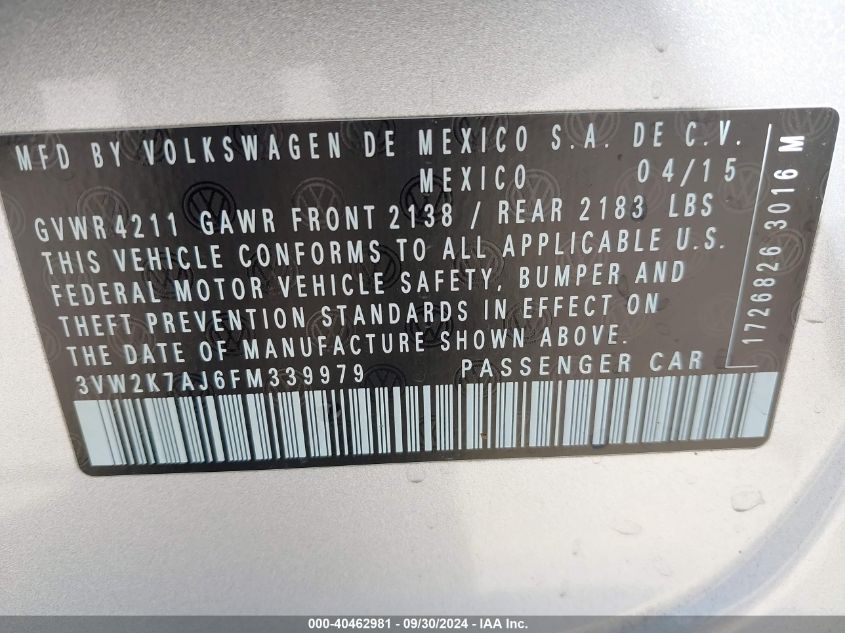 MFD BY VOLKSWAGEN DE MEXICO S.A. DE C.V.
MEXICO 04/15
GVWR 4211 GAWR FRONT 2138 / REAR 2183 LBS
THIS VEHICLE CONFORMS TO ALL APPLICABLE U.S.
FEDERAL MOTOR VEHICLE SAFETY, BUMPER AND
THEFT PREVENTION STANDARDS IN EFFECT ON
THE DATE OF MANUFACTURE SHOWN ABOVE.
3VW2K7AJ6FM339979 PASSENGER CAR
1726826 3016 M
000-40462981 - 09/30/2024 - IAA Inc.